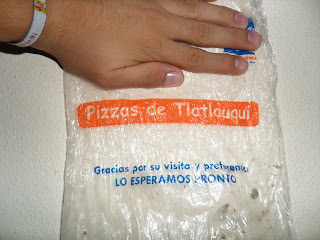 Pizzas de Tlatlauqui
Gracias por su visita y preferencia
LO ESPERAMOS PRONTO